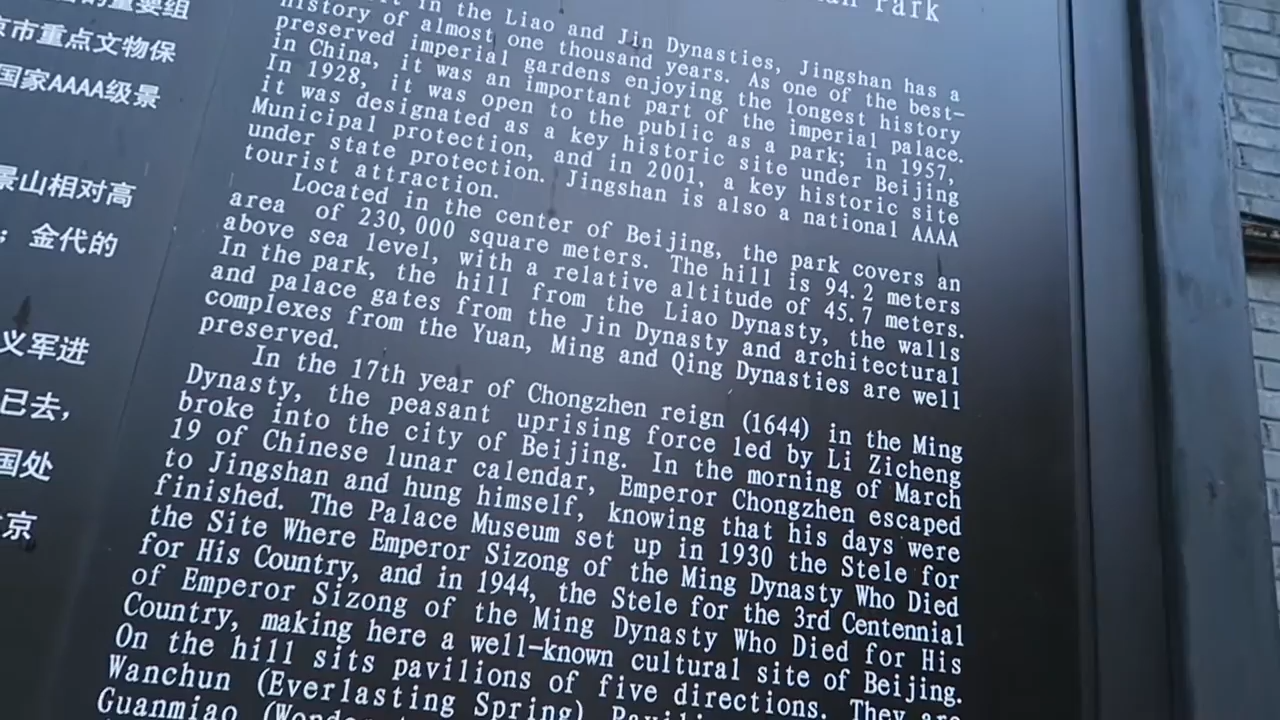 重要组
京市重点文物保
国家AAAA级景
景山相对高
；金代的
义军进
已去，
国处
京
Park
in the Liao and Jin Dynasties, Jingshan has a
history of almost one thousand years. As one of the best-
preserved imperial gardens enjoying the longest history
in China, it was an important part of the imperial palace.
In 1928, it was open to the public as a park; in 1957,
it was designated as a key historic site under Beijing
Municipal protection, and in 2001, a key historic site
under state protection. Jingshan is also a national AAAA
tourist attraction.
Located in the center of Beijing, the park covers an
area of 230,000 square meters. The hill is 94.2 meters
above sea level, with a relative altitude of 45.7 meters.
In the park, the hill from the Liao Dynasty, the walls
and palace gates from the Jin Dynasty and architectural
complexes from the Yuan, Ming and Qing Dynasties are well
preserved.
In the 17th year of Chongzhen reign (1644) in the Ming
Dynasty, the peasant uprising force led by Li Zicheng
broke into the city of Beijing. In the morning of March
19 of Chinese lunar calendar, Emperor Chongzhen escaped
to Jingshan and hung himself, knowing that his days were
finished. The Palace Museum set up in 1930 the Stele for
the Site Where Emperor Sizong of the Ming Dynasty Who Died
for His Country, and in 1944, the Stele for the 3rd Centennial
of Emperor Sizong of the Ming Dynasty Who Died for His
Country, making here a well-known cultural site of Beijing.
On the hill sits pavilions of five directions. They are
Wanchun (Everlasting Spring)
Guanmiao